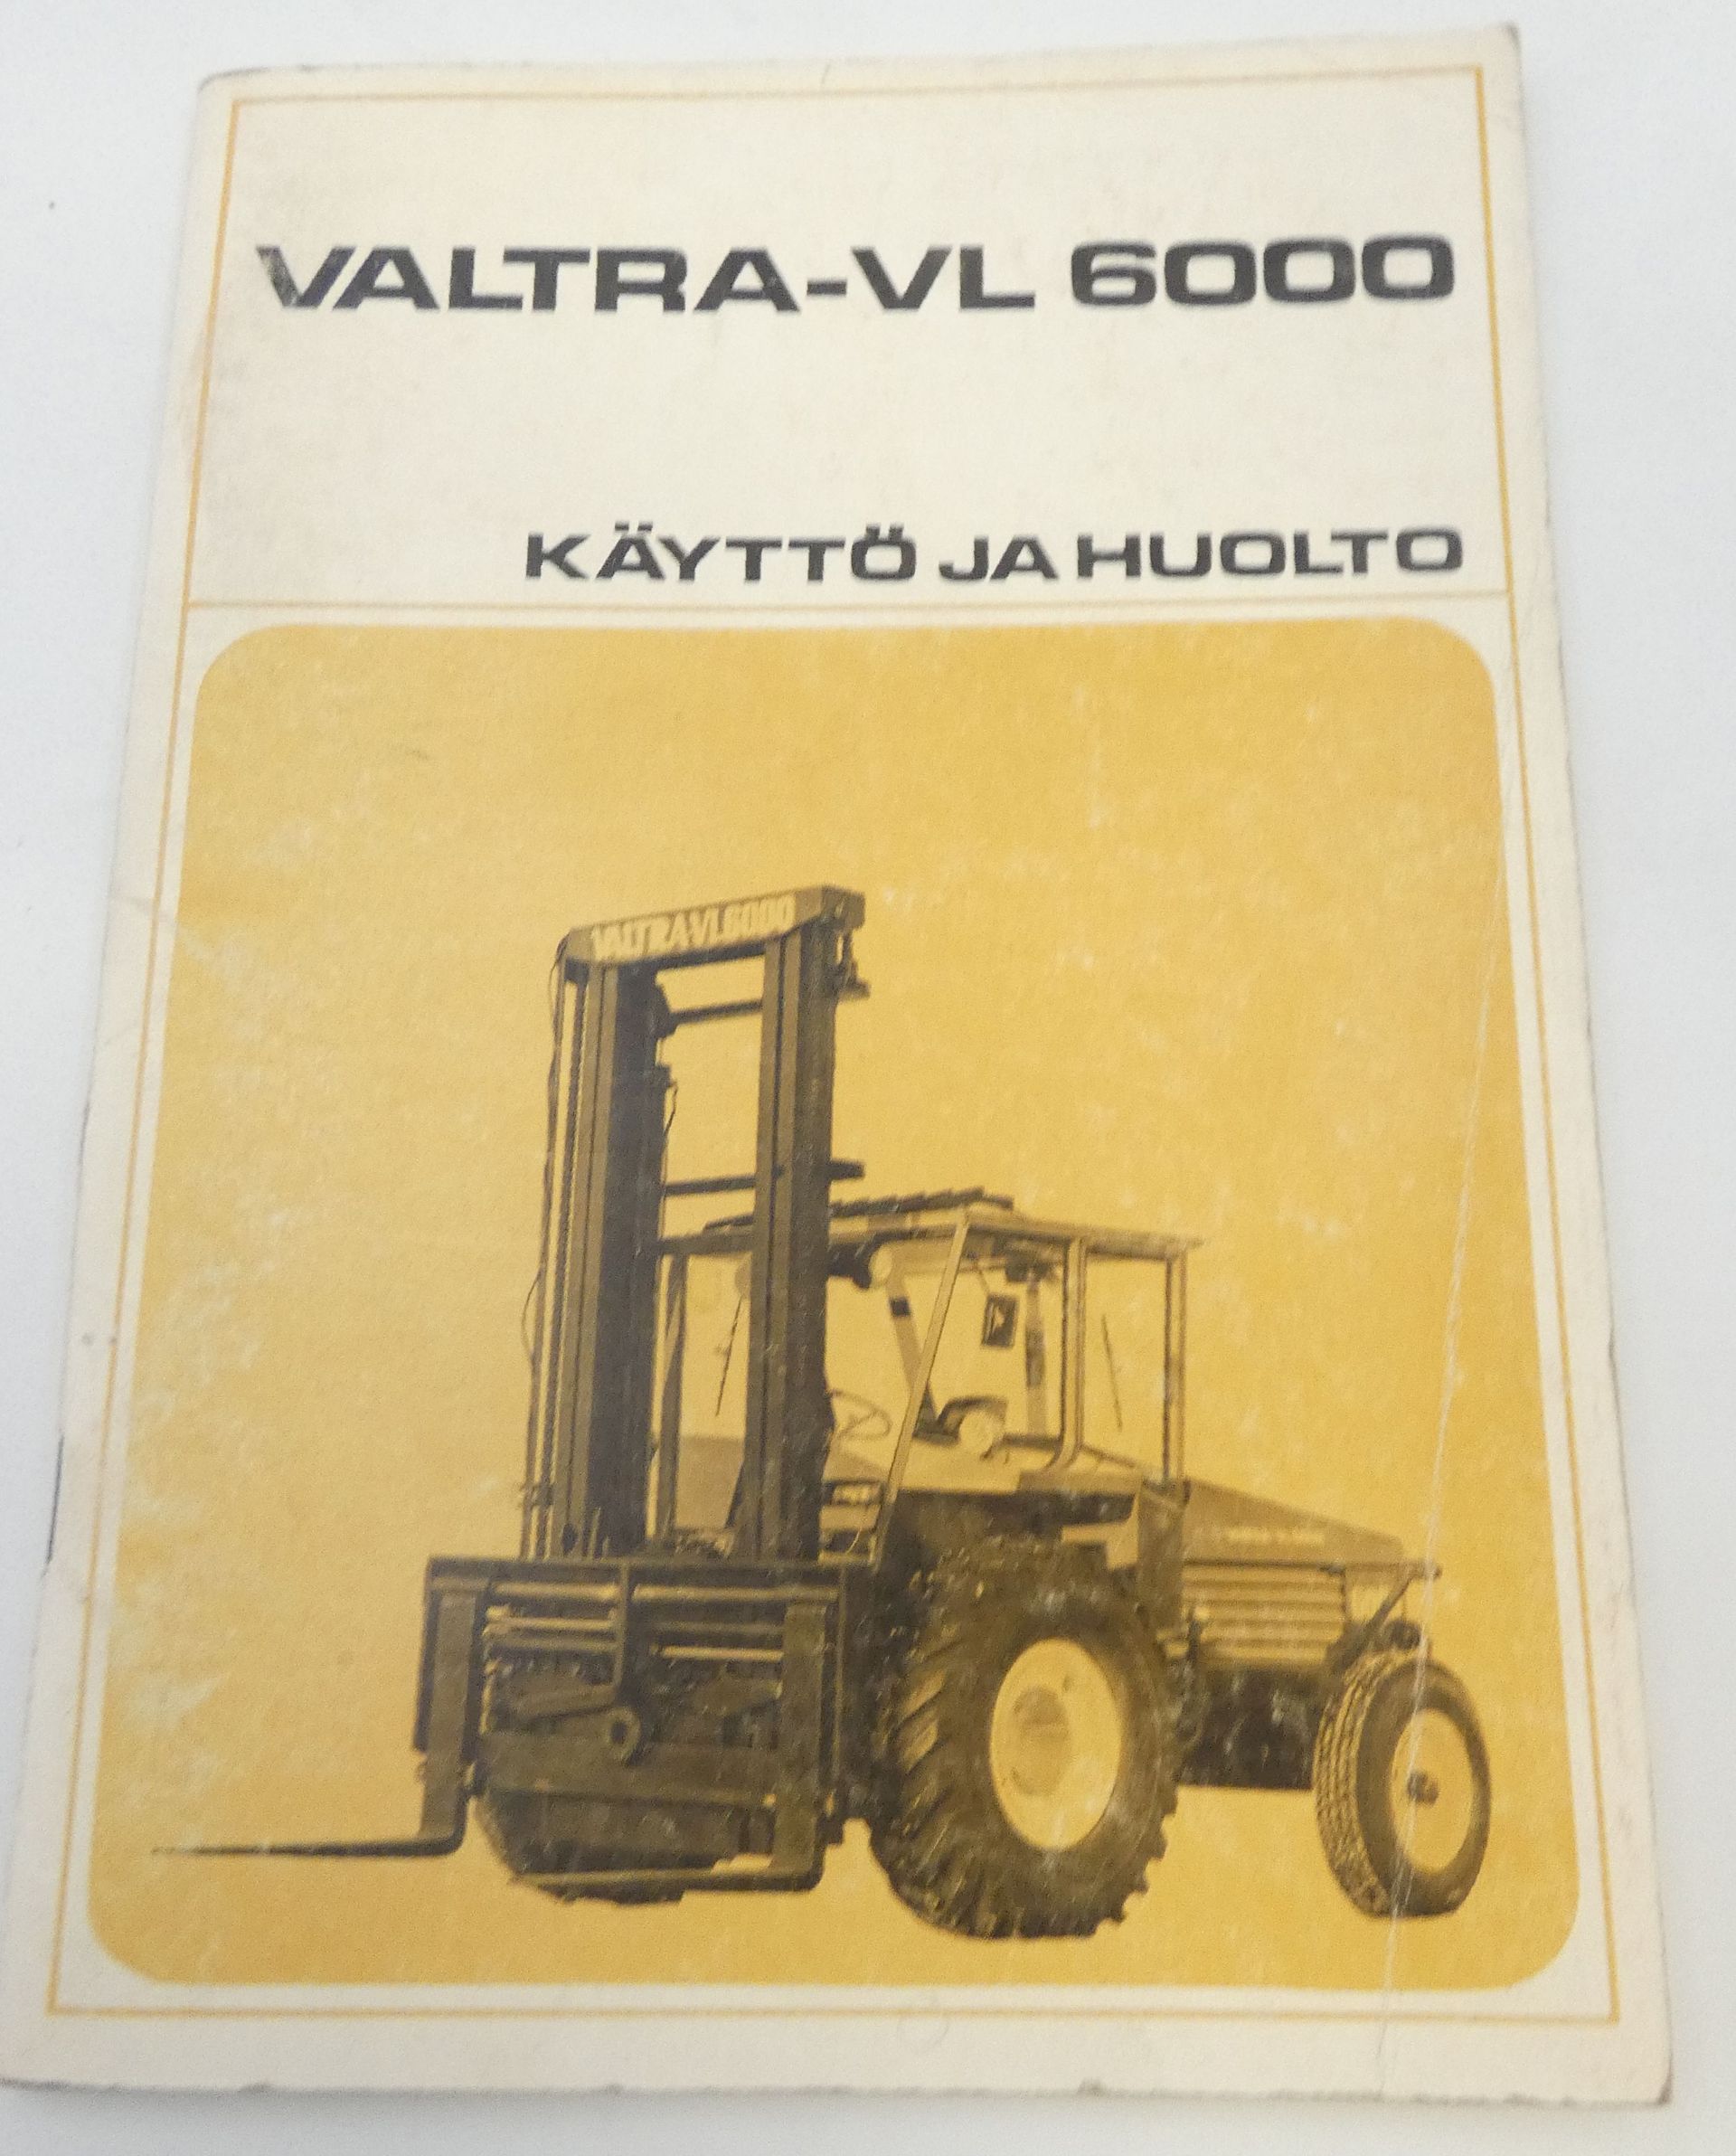 VALTRA-VL 6000
KÄYTTÖ JA HUOLTO
VALTRA-VL6000